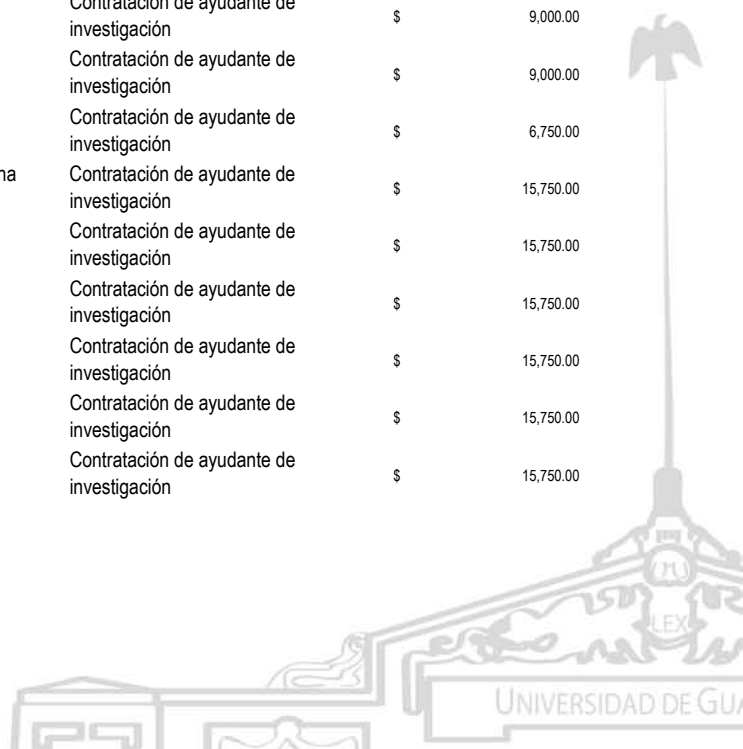 Contratación de ayudante de
investigación $ 9,000.00
Contratación de ayudante de
investigación $ 9,000.00
Contratación de ayudante de
investigación $ 6,750.00
na Contratación de ayudante de
investigación $ 15,750.00
Contratación de ayudante de
investigación $ 15,750.00
Contratación de ayudante de
investigación $ 15,750.00
Contratación de ayudante de
investigación $ 15,750.00
Contratación de ayudante de
investigación $ 15,750.00
Contratación de ayudante de
investigación $ 15,750.00
LEX
UNIVERSIDAD DE GUA